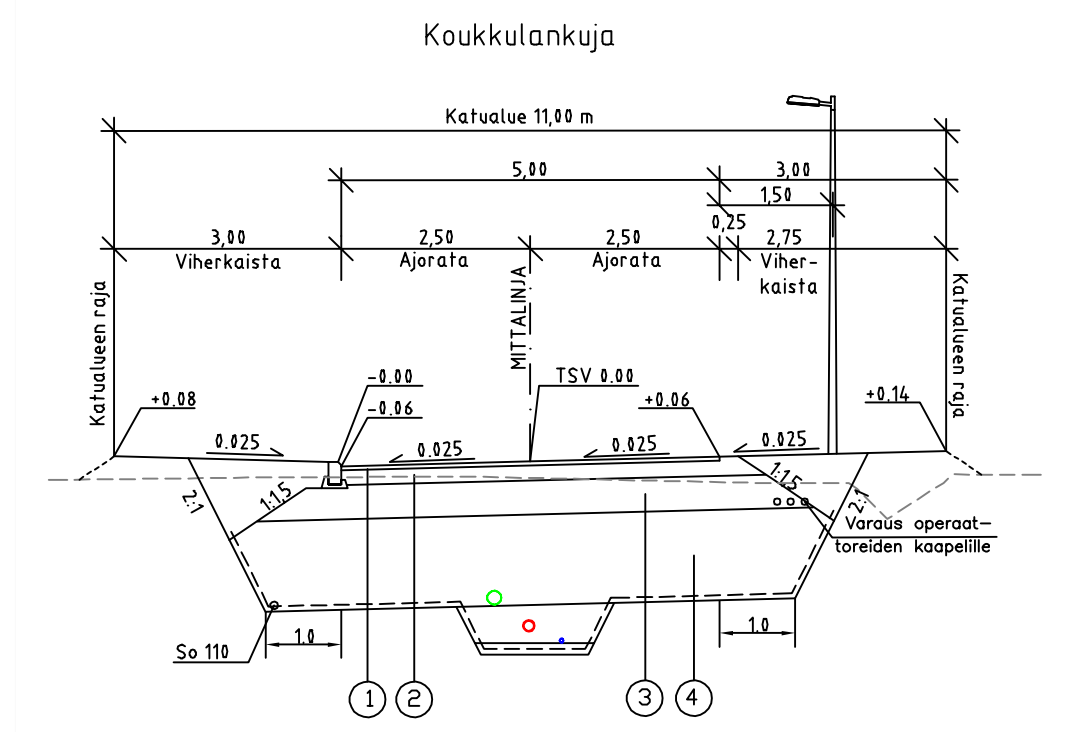 Koukkulankuja
Katualue 11,00 m
5,00
3,00
1,50
0,25
3,00
2,50
2,50
2,75
Viherkaista
Ajorata
Ajorata
Viher-
kaista
Katualueen raja
MITTALINJA
Katualueen raja
-0.00
TSV 0.00
+0.08
-0.06
+0.06
+0.14
0.025
0.025
0.025
0.025
2:1
1:1,5
1:1,5
2:1
Varaus operaat-
toreiden kaapelille
So 110
1.0
1.0
1
2
3
4